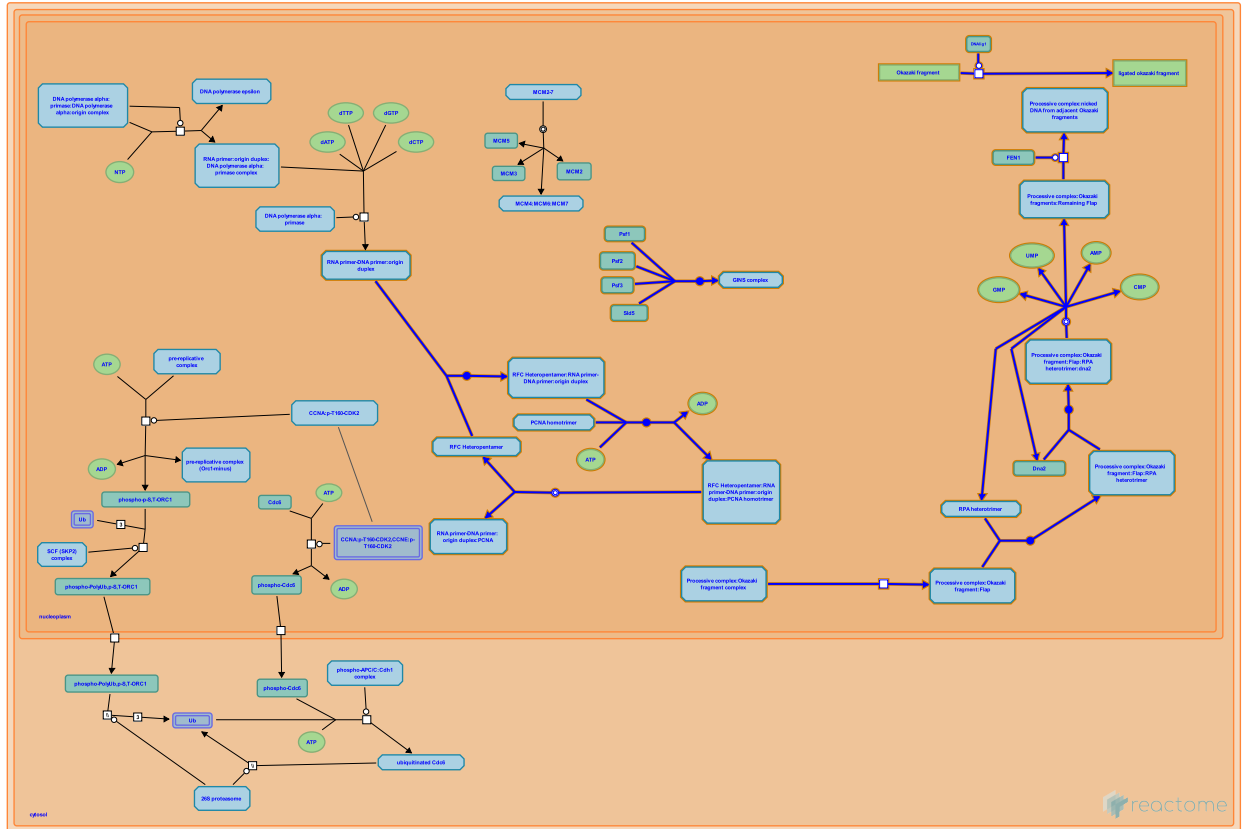 DNA polymerase alpha:
primase:DNA polymerase
alpha:origin complex
DNA polymerase epsilon
NTP
RNA primer:origin duplex:
DNA polymerase alpha:
primase complex
dTTP
dGTP
dATP
dCTP
DNA polymerase alpha:
primase
RNA primer-DNA primer:origin
duplex
MCM2-7
MCM5
MCM3
MCM2
MCM4:MCM6:MCM7
Psf1
Psf2
Psf3
Sld5
GINS complex
Okazaki fragment
ligated okazaki fragment
Processive complex:nicked
DNA from adjacent Okazaki
fragments
FEN1
Processive complex:Okazaki
fragments:Remaining Flap
UMP
AMP
GMP
CMP
Processive complex:Okazaki
fragment:Flap:RPA
heterotrimer:dna2
Dna2
Processive complex:Okazaki
fragment:Flap:RPA
heterotrimer
RPA heterotrimer
Processive complex:Okazaki
fragment complex
Processive complex:Okazaki
fragment:Flap
ATP
pre-replicative
complex
CCNA:p-T160-CDK2
ADP
pre-replicative complex
(Orc1-minus)
phospho-p-S,T-ORC1
Ub
3
SCF (SKP2)
complex
phospho-PolyUb,p-S,T-ORC1
Cdc6
ATP
CCNA:p-T160-CDK2,CCNE:p-
T160-CDK2
phospho-Cdc6
ADP
RFC Heteropentamer:RNA primer-
DNA primer:origin duplex
PCNA homotrimer
ATP
ADP
RFC Heteropentamer
RFC Heteropentamer:RNA
primer-DNA primer:origin
duplex:PCNA homotrimer
RNA primer-DNA primer:
origin duplex:PCNA
nucleoplasm
phospho-PolyUb,p-S,T-ORC1
phospho-Cdc6
phospho-APC/C:Cdh1
complex
3
Ub
ATP
ubiquitinated Cdc6
26S proteasome
cytosol
reactome